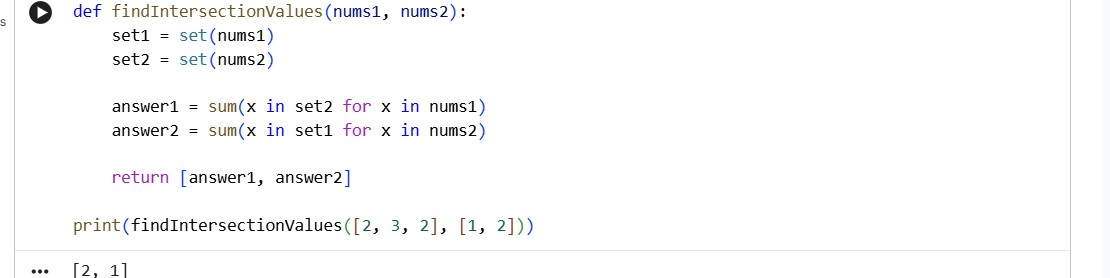 s
def findIntersectionValues(nums1, nums2):
    set1 = set(nums1)
    set2 = set(nums2)

    answer1 = sum(x in set2 for x in nums1)
    answer2 = sum(x in set1 for x in nums2)

    return [answer1, answer2]

print(findIntersectionValues([2, 3, 2], [1, 2]))
[2, 1]